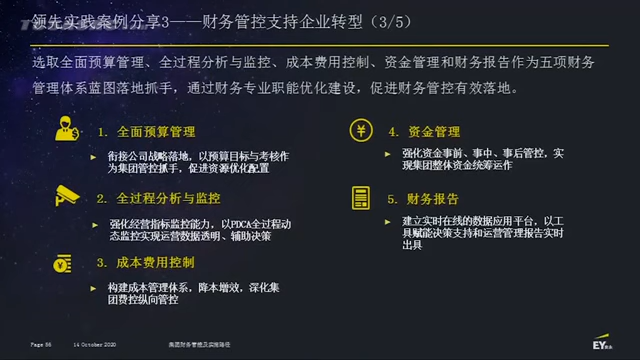 领先实践案例分享3——财务管控支持企业转型（3/5）
选取全面预算管理、全过程分析与监控、成本费用控制、资金管理和财务报告作为五项财务
管理体系蓝图落地抓手，通过财务专业职能优化建设，促进财务管控有效落地。
1. 全面预算管理
衔接公司战略落地，以预算目标与考核作
为集团管控抓手，促进资源优化配置
2. 全过程分析与监控
强化经营指标监控能力，以PDCA全过程动
态监控实现运营数据透明、辅助决策
3. 成本费用控制
构建成本管理体系，降本增效，深化集
团费控纵向管控
4. 资金管理
强化资金事前、事中、事后管控，实
现集团整体资金统筹运作
5. 财务报告
建立实时在线的数据应用平台，以工
具赋能决策支持和运营管理报告实时
出具
Page 56
14 October 2020
集团财务管控及实施路径
EY